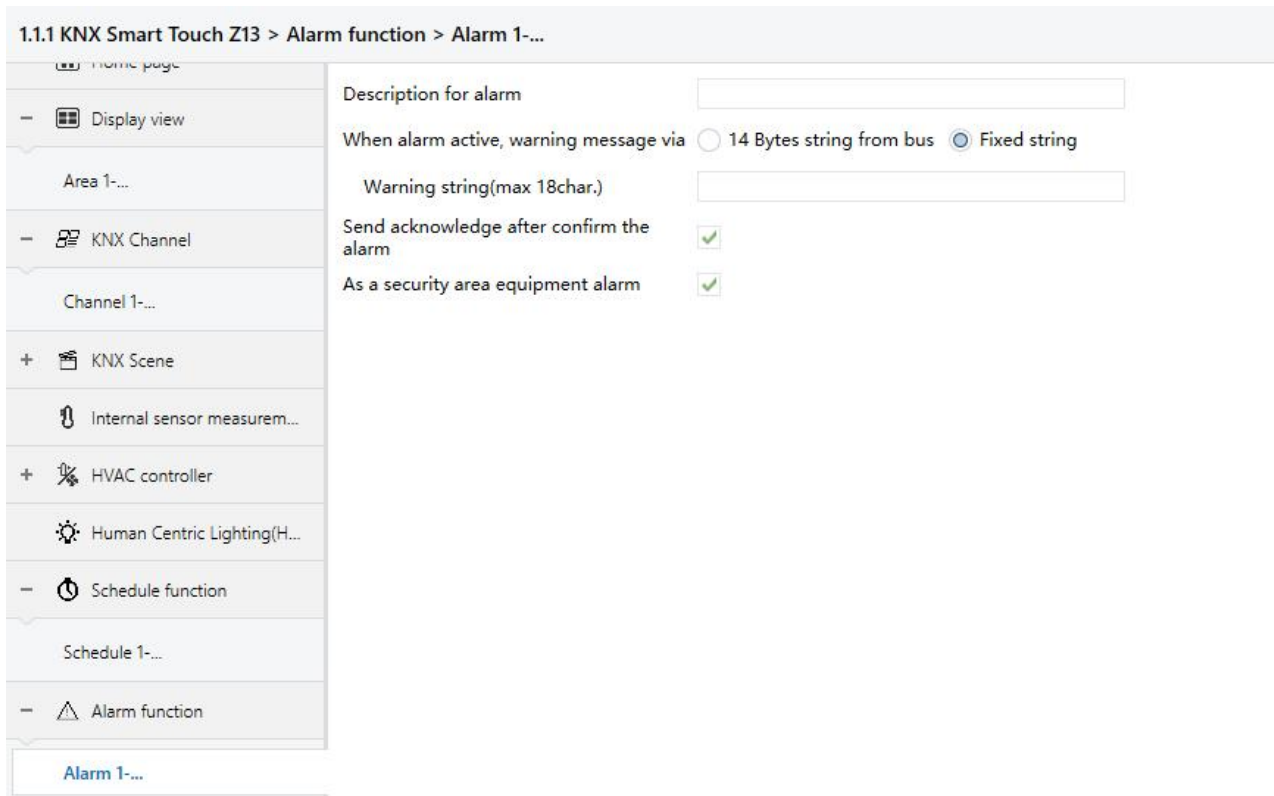 1.1.1 KNX Smart Touch Z13 > Alarm function > Alarm 1-...
Home page
Display view
Area 1-...
KNX Channel
Channel 1-...
KNX Scene
Internal sensor measurem...
HVAC controller
Human Centric Lighting(H...
Schedule function
Schedule 1-...
Alarm function
Alarm 1-...
Description for alarm
When alarm active, warning message via 14 Bytes string from bus Fixed string
Warning string(max 18char.)
Send acknowledge after confirm the
alarm
As a security area equipment alarm